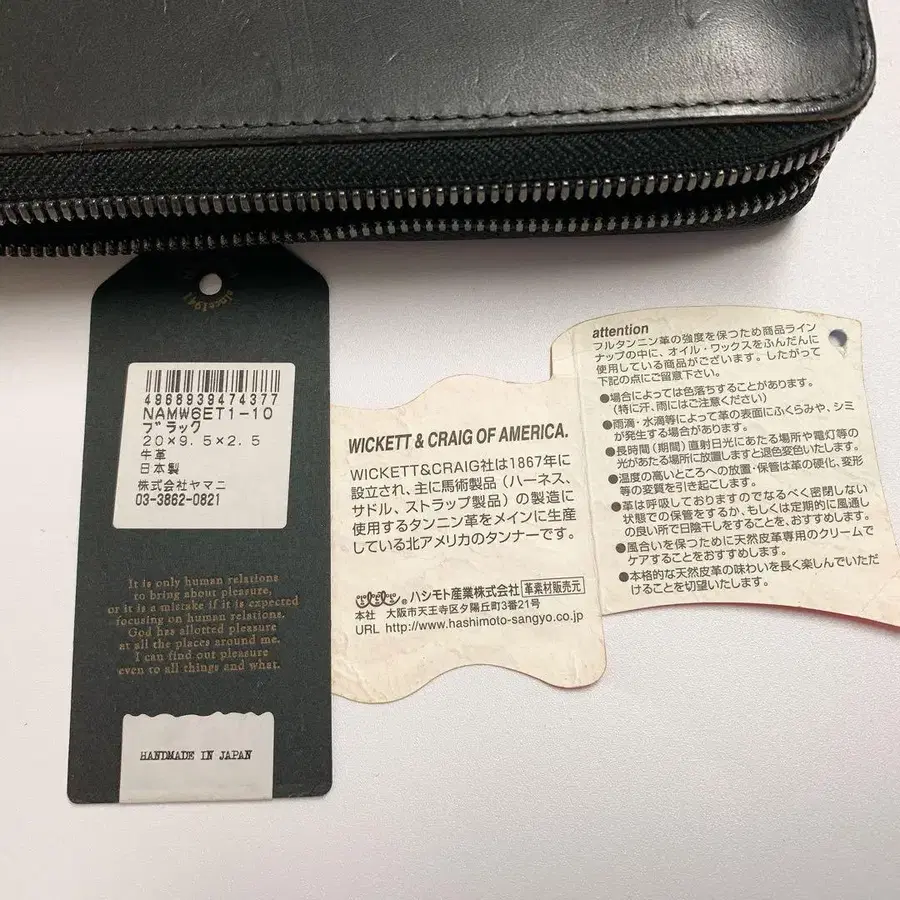 since1941
4968939474377
NAMW6ET1-10
ブラック
20×9.5×2.5
牛革
日本製
株式会社ヤマニ
03-3862-0821
It is only human relations
to bring about pleasure,
or it is a mistake if it is expected
focusing on human relations.
God has allotted pleasure
at all the places around me.
I can find out pleasure
even to all things and what.
HANDMADE IN JAPAN
WICKETT & CRAIG OF AMERICA.
WICKETT&CRAIG社は1867年に
設立され、主に馬術製品（ハーネス、
サドル、ストラップ製品）の製造に
使用するタンニン革をメインに生産
している北アメリカのタンナーです。
ハシモト産業株式会社 革素材販売元
本社 大阪市天王寺区夕陽丘町3番21号
URL http://www.hashimoto-sangyo.co.jp
attention
フルタンニン革の強度を保つため商品ライン
ナップの中に、オイル・ワックスをふんだんに
使用している商品がございます。したがって
下記の点にご留意下さい。
●場合によっては色落ちすることがあります。
（特に汗、雨にはご注意ください）
●雨滴・水滴等によって革の表面にふくらみや、シミ
が発生する場合があります。
●長時間（期間）直射日光にあたる場所や電灯等の
光があたる場所に放置しますと退色変色いたします。
●温度の高いところへの放置・保管は革の硬化、変形
等の変質を引き起こします。
●革は呼吸しておりますのでなるべく密閉しない
状態での保管をするか、もしくは定期的に風通し
の良い所で日陰干しをすることを、おすすめします。
●風合いを保つために天然皮革専用のクリームで
ケアすることをおすすめします。
●本格的な天然皮革の味わいを長く楽しんでいただ
けることを切望いたします。